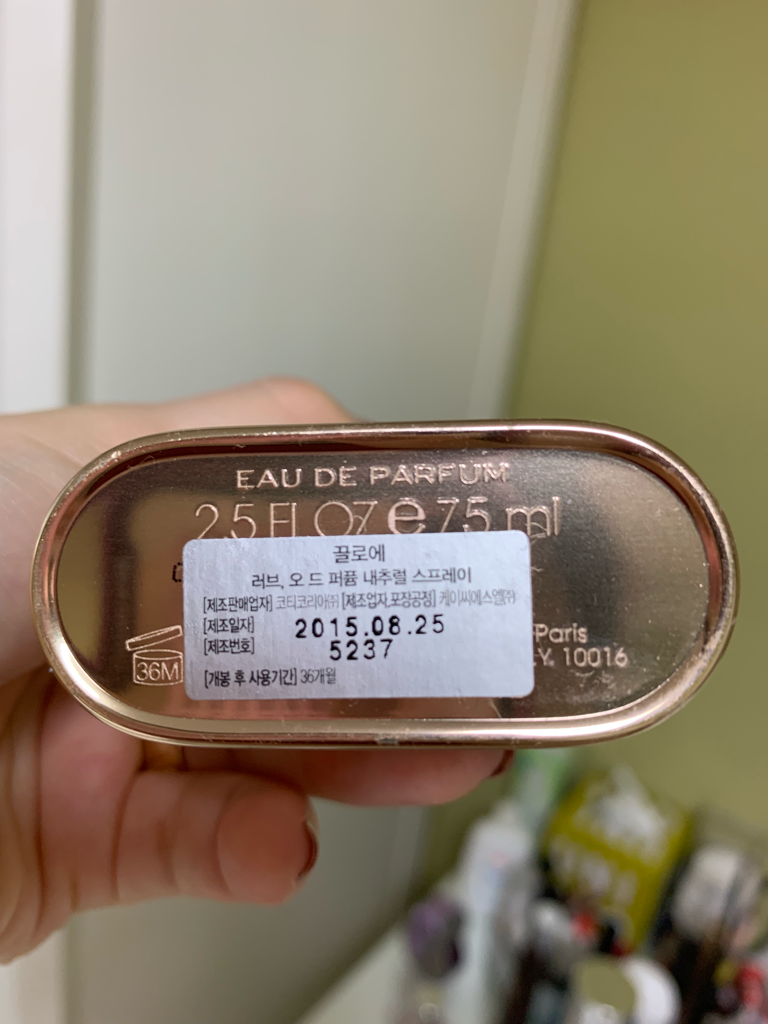 EAU DE PARFUM
2.5 Fl Oz e 75 ml
끌로에
러브, 오 드 퍼퓸 내추럴 스프레이
[제조판매업자] 코티코리아㈜ [제조업자,포장공정] 케이씨에스엘㈜
[제조일자] 2015.08.25
[제조번호] 5237
[개봉 후 사용기간] 36개월
36M
Paris
10016